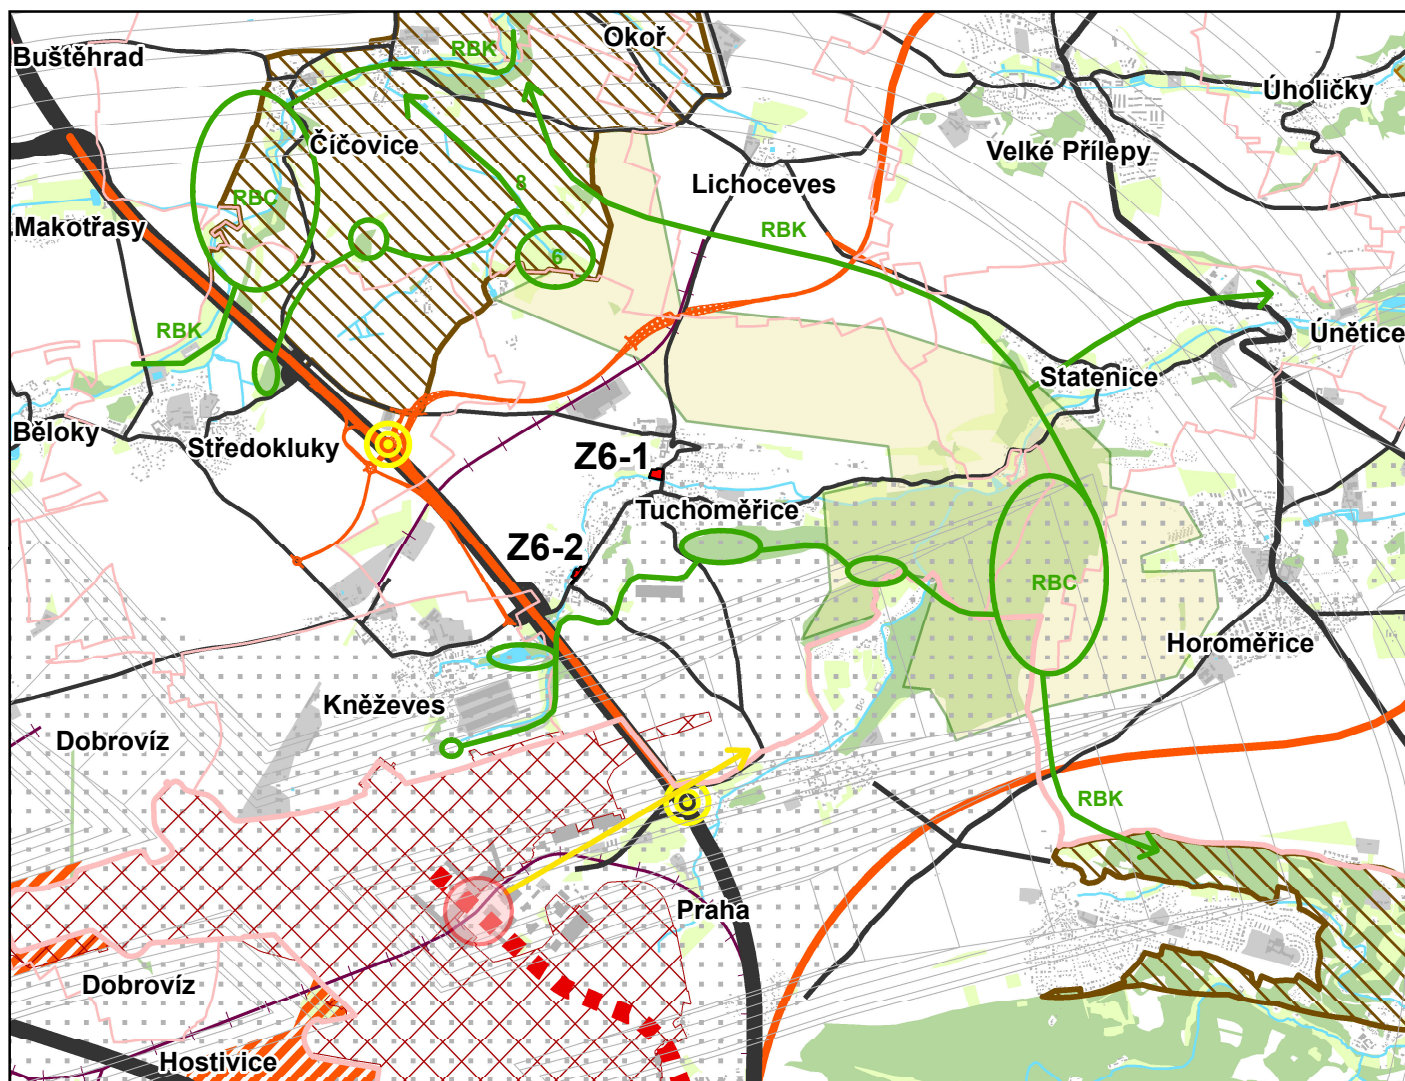 Okoř
RBK
Buštěhrad
Úholičky
Číčovice
Velké Přílepy
8
Lichoceves
RBC
Makotřasy
RBK
6
RBK
Únětice
Statenice
Běloky
Středokluky
Z6-1
Tuchoměřice
Z6-2
RBC
Horoměřice
Kněževes
Dobrovíz
RBK
Praha
Dobrovíz
Hostivice